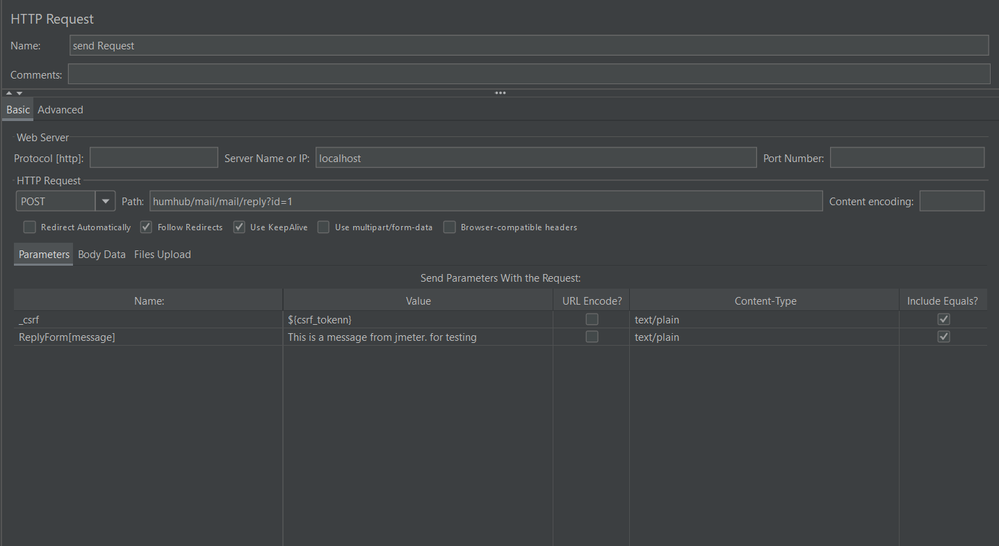 HTTP Request
Name: send Request
Comments:
Basic Advanced
Web Server
Protocol [http]: Server Name or IP: localhost Port Number:
HTTP Request
POST Path: humhub/mail/mail/reply?id=1 Content encoding:
Redirect Automatically Follow Redirects Use KeepAlive Use multipart/form-data Browser-compatible headers
Parameters Body Data Files Upload
Send Parameters With the Request:
Name: Value URL Encode? Content-Type Include Equals?
_csrf ${csrf_tokenn} text/plain
ReplyForm[message] This is a message from jmeter. for testing text/plain